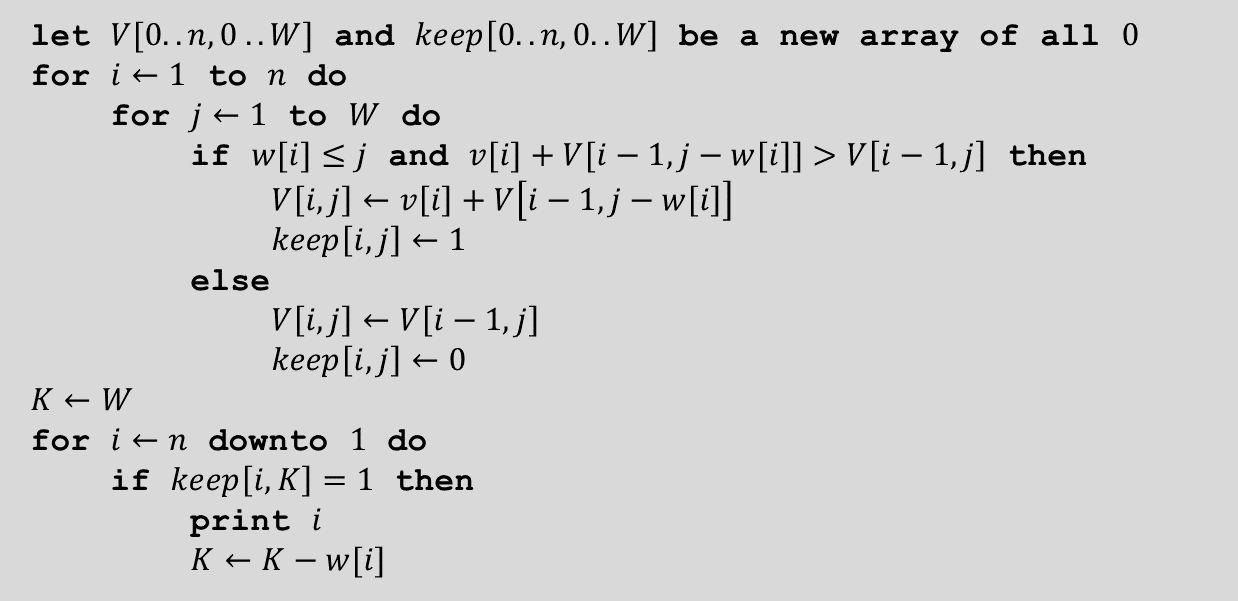 let V[0..n,0 ..W] and keep[0..n,0..W] be a new array of all 0
for i ← 1 to n do
for j ← 1 to W do
if w[i] ≤ j and v[i] + V[i − 1,j − w[i]] > V[i − 1,j] then
V[i,j] ← v[i] + V[i − 1,j − w[i]]
keep[i,j] ← 1
else
V[i,j] ← V[i − 1,j]
keep[i,j] ← 0
K ← W
for i ← n downto 1 do
if keep[i,K] = 1 then
print i
K ← K − w[i]